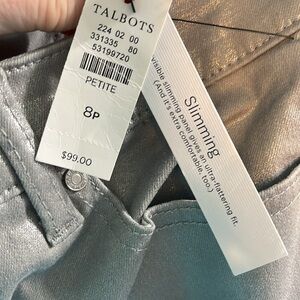 TALBOTS
224 02 00
331335 80
53199720
PETITE
8P
$99.00
Slimming
visible slimming panel gives an ultra-flattering fit.
(And it's extra comfortable, too.)